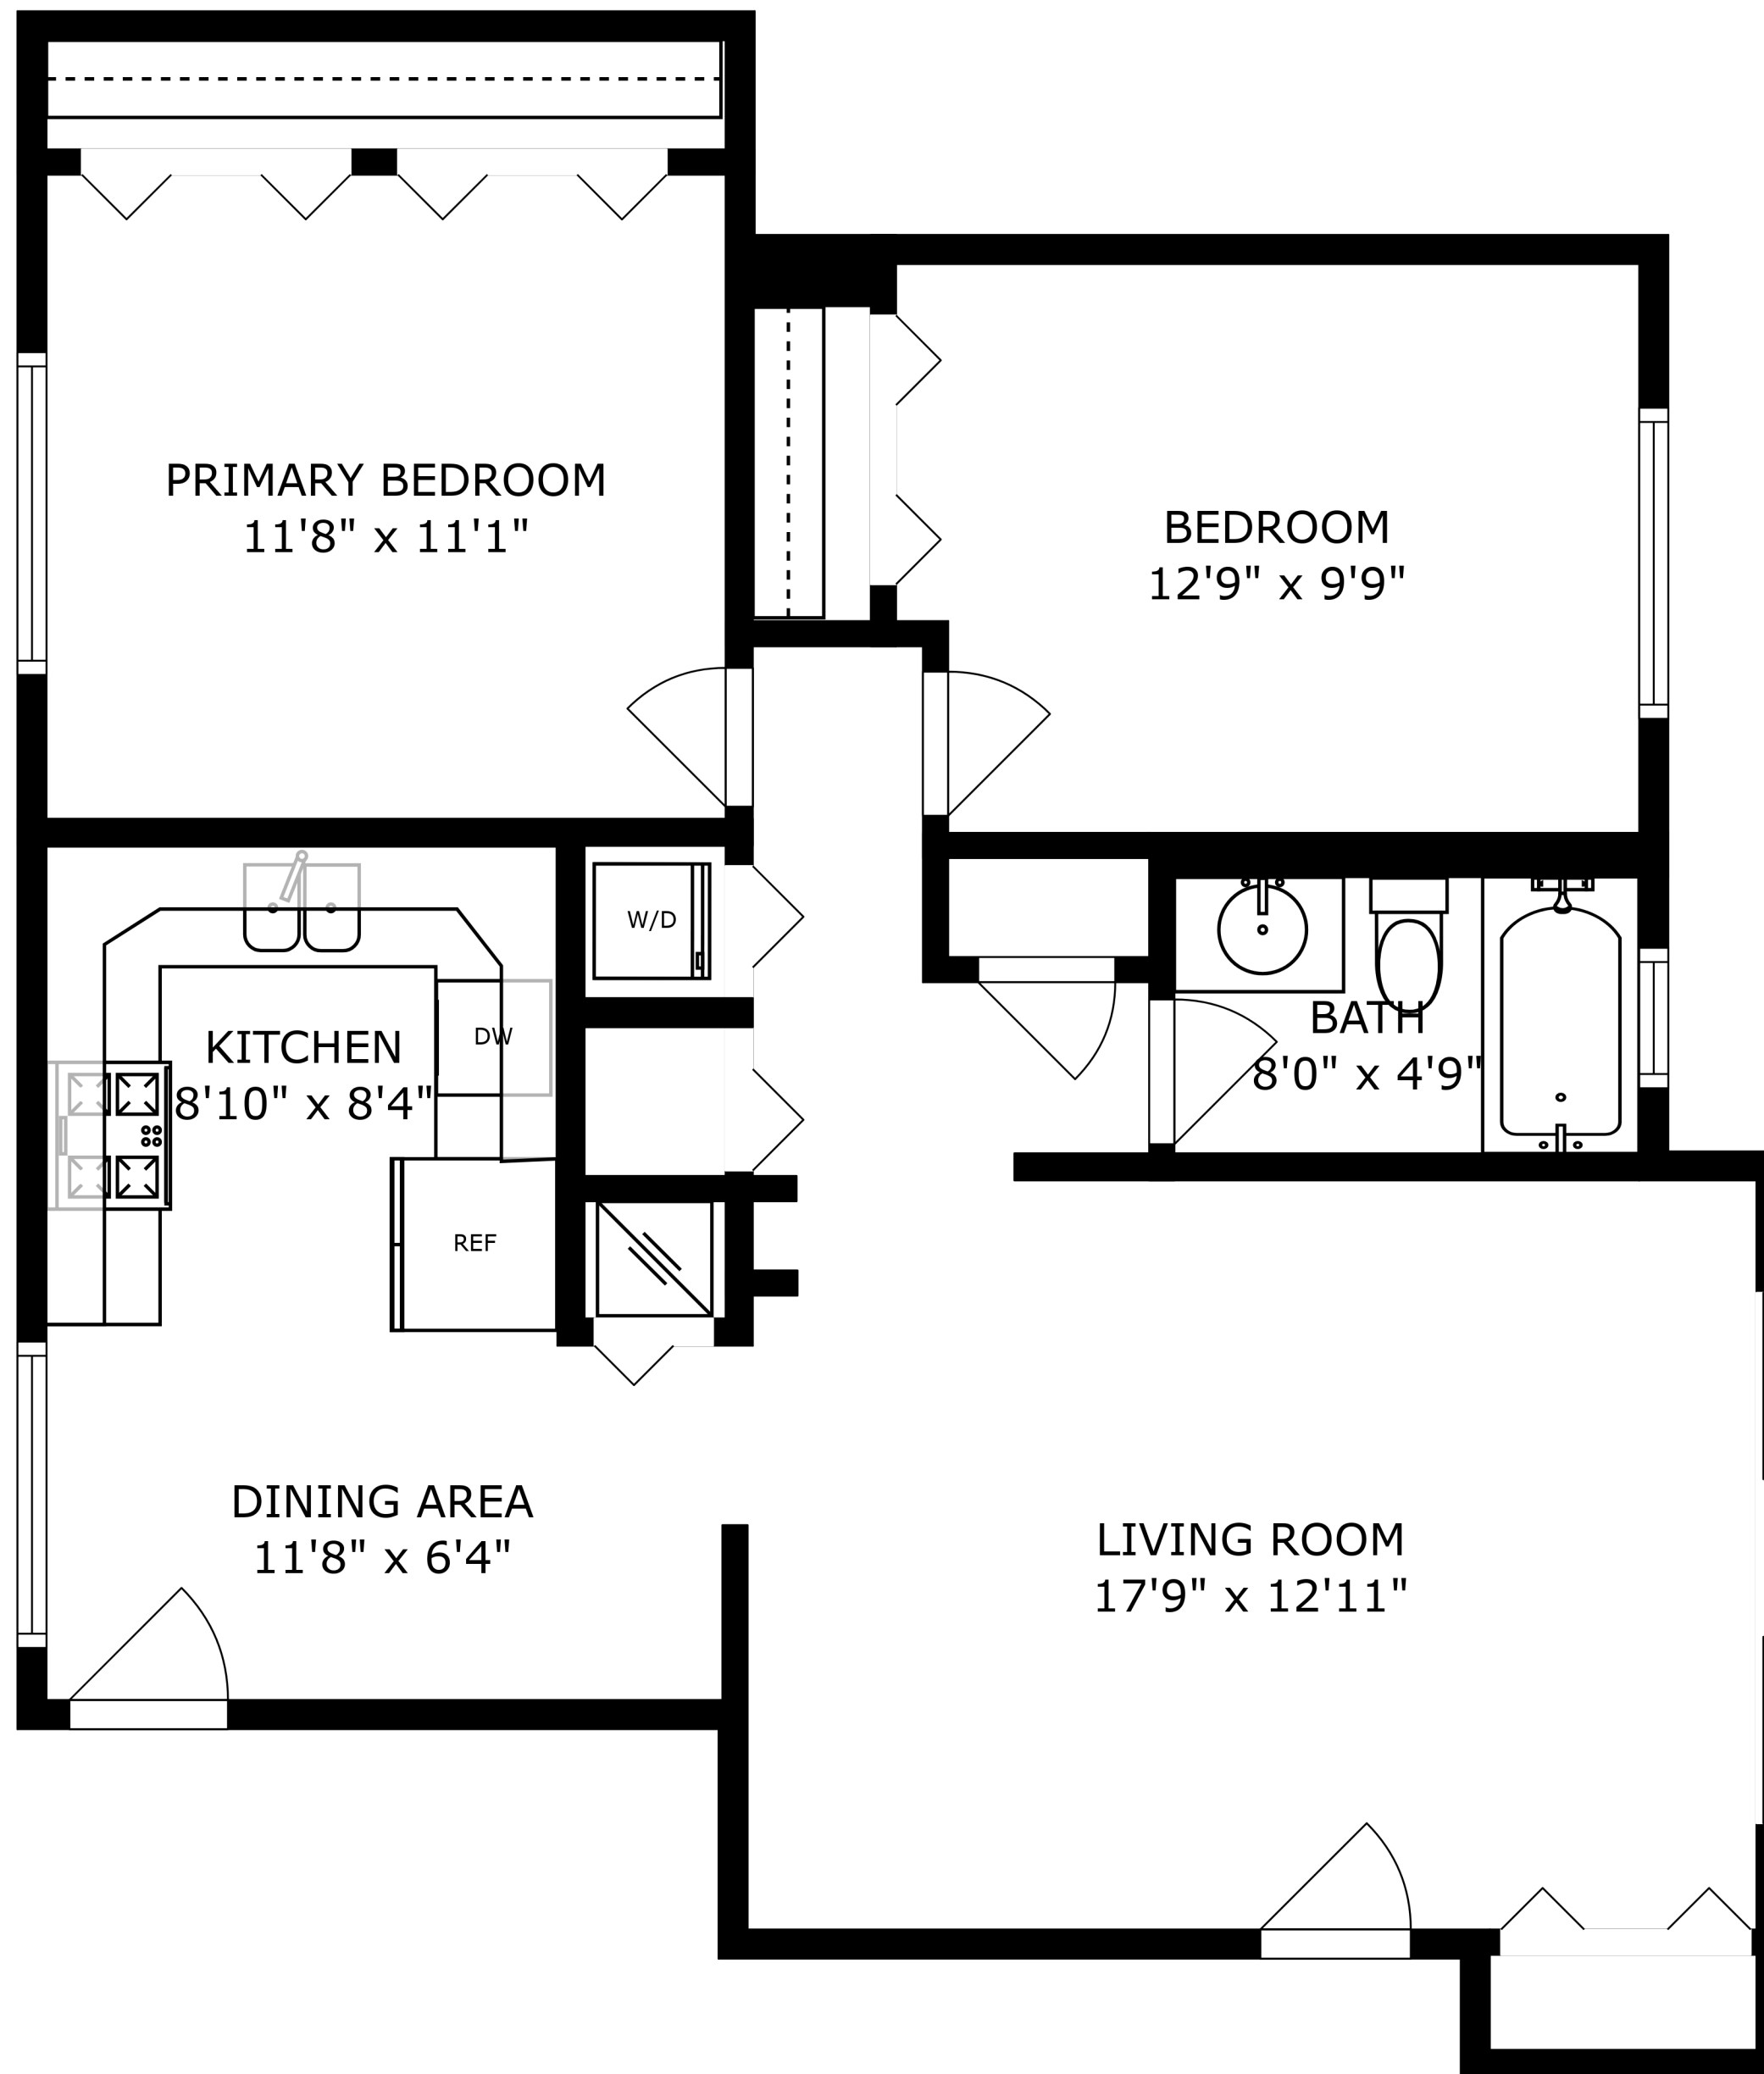 PRIMARY BEDROOM
11'8" x 11'1"
BEDROOM
12'9" x 9'9"
W/D
KITCHEN
8'10" x 8'4"
DW
BATH
8'0" x 4'9"
REF
DINING AREA
11'8" x 6'4"
LIVING ROOM
17'9" x 12'11"